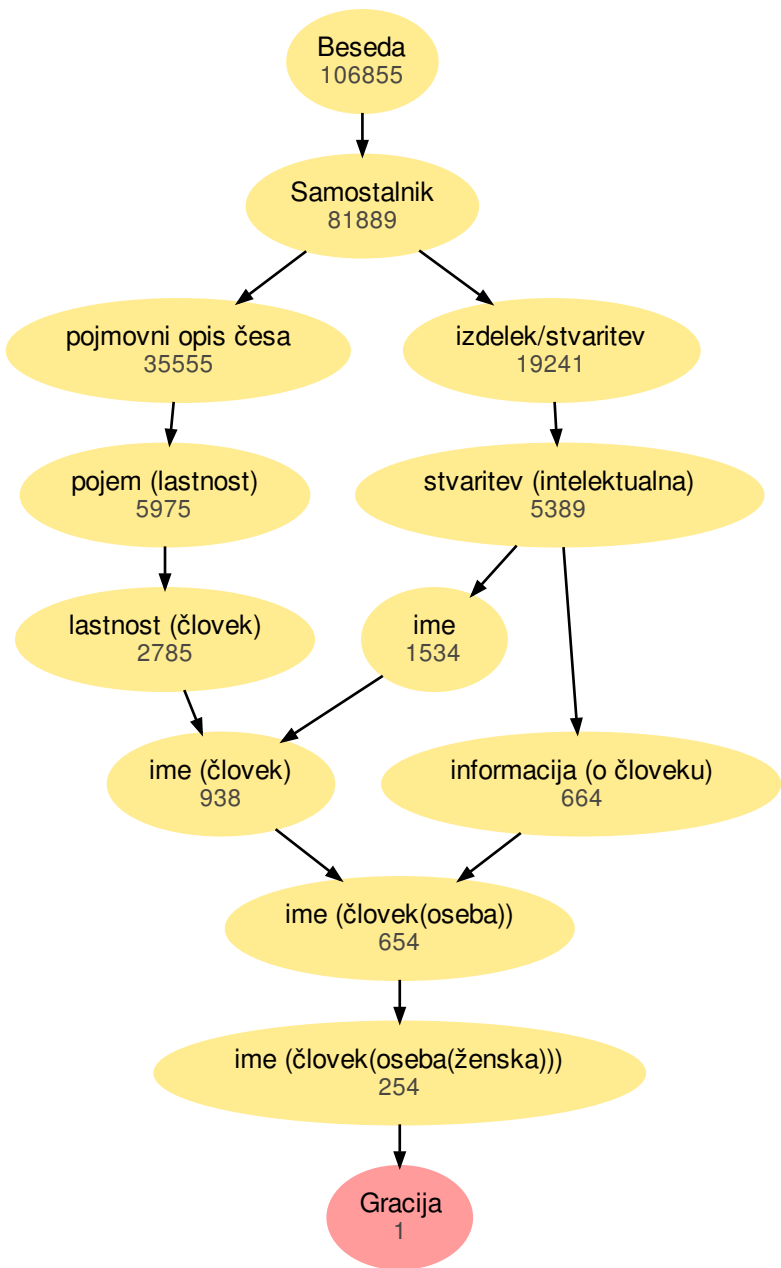 Beseda
106855
Samostalnik
81889
pojmovni opis česa
35555
izdelek/stvaritev
19241
pojem (lastnost)
5975
stvaritev (intelektualna)
5389
lastnost (človek)
2785
ime
1534
ime (človek)
938
informacija (o človeku)
664
ime (človek(oseba))
654
ime (človek(oseba(ženska)))
254
Gracija
1